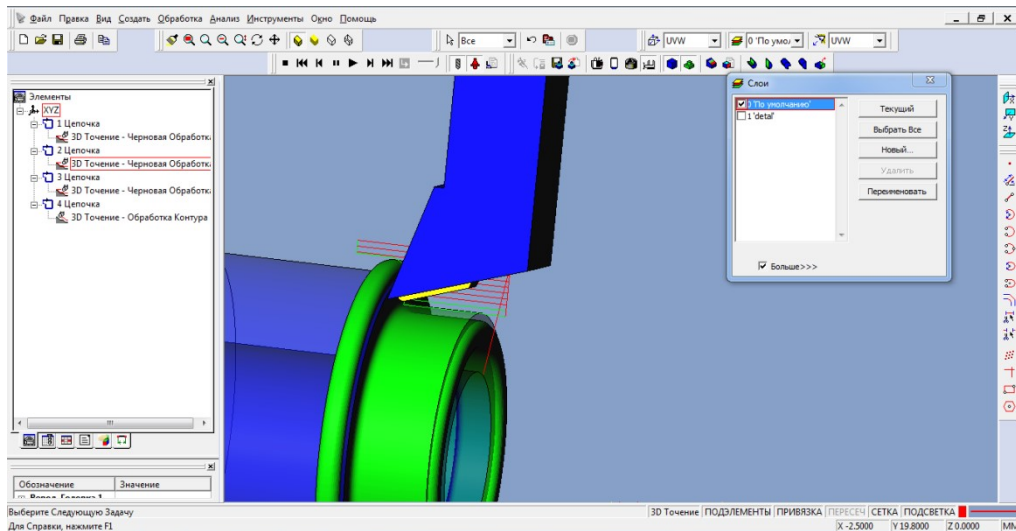 Файл Правка Вид Создать Обработка Анализ Инструменты Окно Помощь
Все
UVW
0 'По умол
UVW
Элементы
XYZ
1 Цепочка
3D Точение - Черновая Обработк
2 Цепочка
3D Точение - Черновая Обработк
3 Цепочка
3D Точение - Черновая Обработк
4 Цепочка
3D Точение - Обработка Контура
Слои
0 'По умолчанию'
1 'detal'
Текущий
Выбрать Все
Новый...
Удалить
Переименовать
Больше>>>
Обозначение Значение
Выберите Следующую Задачу
3D Точение ПОДЭЛЕМЕНТЫ ПРИВЯЗКА ПЕРЕСЕЧ СЕТКА ПОДСВЕТКА
Для Справки, нажмите F1
X -2.5000 Y 19.8000 Z 0.0000